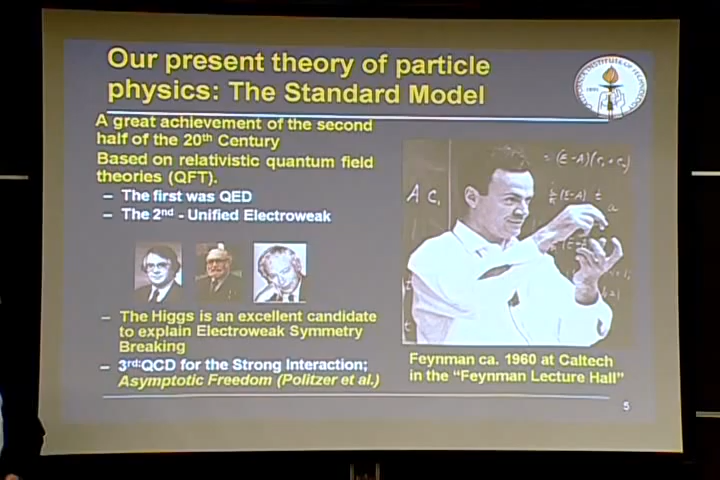 Our present theory of particle
physics: The Standard Model
A great achievement of the second
half of the 20th Century
Based on relativistic quantum field
theories (QFT).
– The first was QED
– The 2nd - Unified Electroweak
– The Higgs is an excellent candidate
to explain Electroweak Symmetry
Breaking
– 3rd:QCD for the Strong Interaction;
Asymptotic Freedom (Politzer et al.)
A C,
Feynman ca. 1960 at Caltech
in the “Feynman Lecture Hall”
5